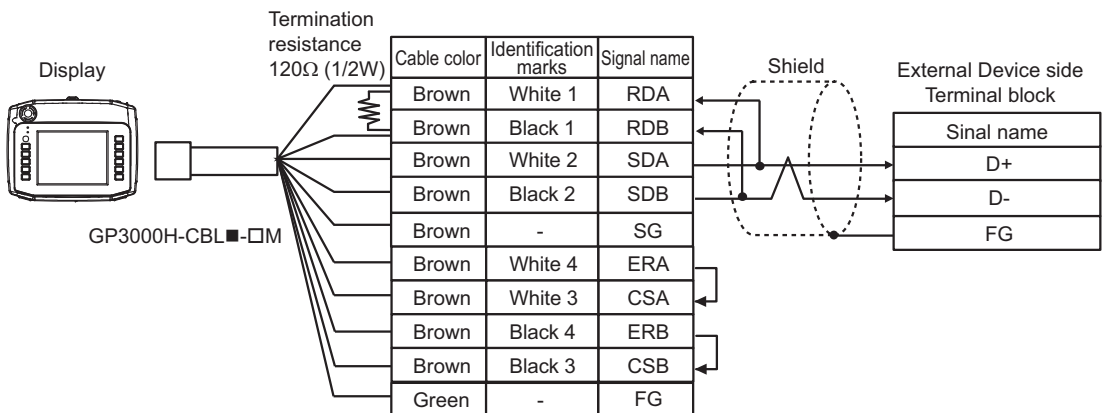 Termination
resistance
120Ω (1/2W)
Display
GP3000H-CBL■-□M
Cable color Identification marks Signal name
Brown White 1 RDA
Brown Black 1 RDB
Brown White 2 SDA
Brown Black 2 SDB
Brown - SG
Brown White 4 ERA
Brown White 3 CSA
Brown Black 4 ERB
Brown Black 3 CSB
Green - FG
Shield
External Device side
Terminal block
Sinal name
D+
D-
FG